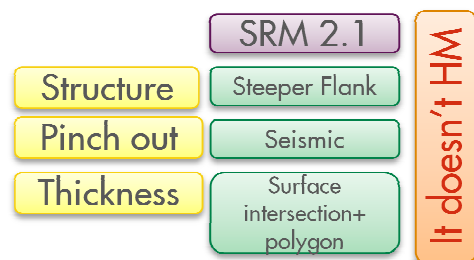 SRM 2.1
Structure
Steeper Flank
Pinch out
Seismic
Thickness
Surface
intersection+
polygon
It doesn't HM